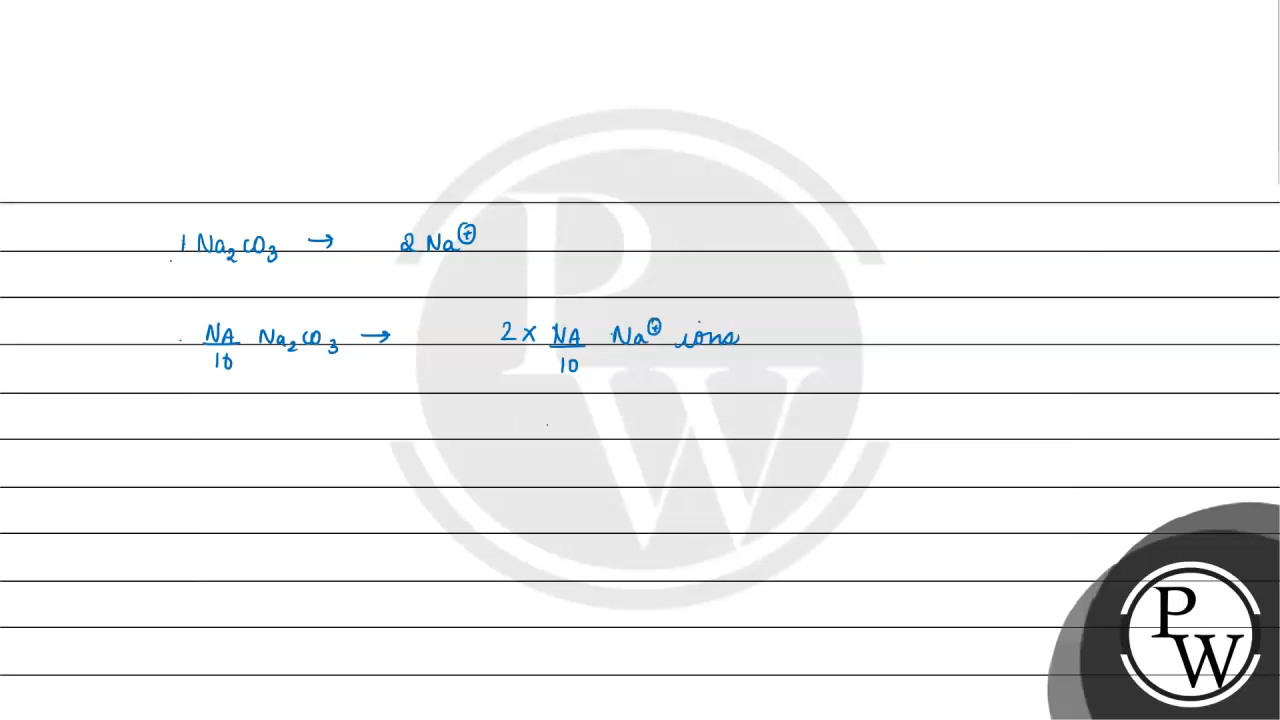 1 Na₂CO₃ → 2 Na⊕
NA/10 Na₂CO₃ → 2 × NA/10 Na⊕ ions
P
W
P
W